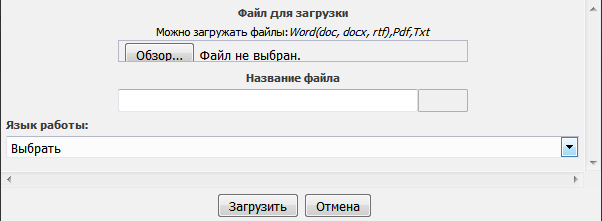 Файл для загрузки
Можно загружать файлы:Word(doc, docx, rtf),Pdf,Txt
Обзор... Файл не выбран.
Название файла
Язык работы:
Выбрать
Загрузить Отмена